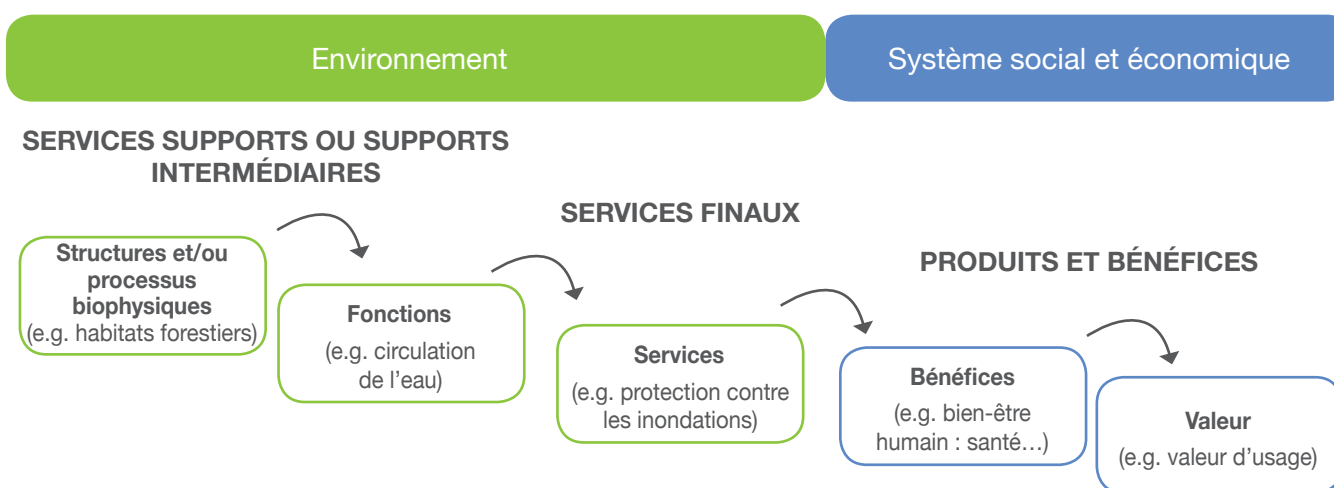 Environnement
Système social et économique
SERVICES SUPPORTS OU SUPPORTS
INTERMÉDIAIRES
SERVICES FINAUX
PRODUITS ET BÉNÉFICES
Structures et/ou
processus
biophysiques
(e.g. habitats forestiers)
Fonctions
(e.g. circulation
de l’eau)
Services
(e.g. protection contre
les inondations)
Bénéfices
(e.g. bien-être
humain : santé…)
Valeur
(e.g. valeur d’usage)